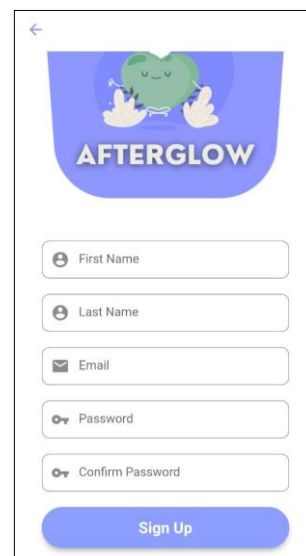 AFTERGLOW
First Name
Last Name
Email
Password
Confirm Password
Sign Up